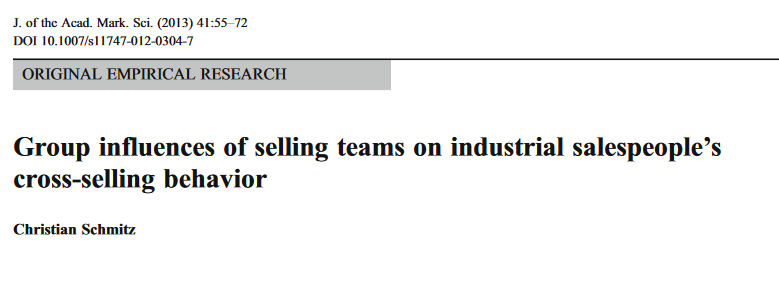 J. of the Acad. Mark. Sci. (2013) 41:55–72
DOI 10.1007/s11747-012-0304-7
ORIGINAL EMPIRICAL RESEARCH
Group influences of selling teams on industrial salespeople’s
cross-selling behavior
Christian Schmitz